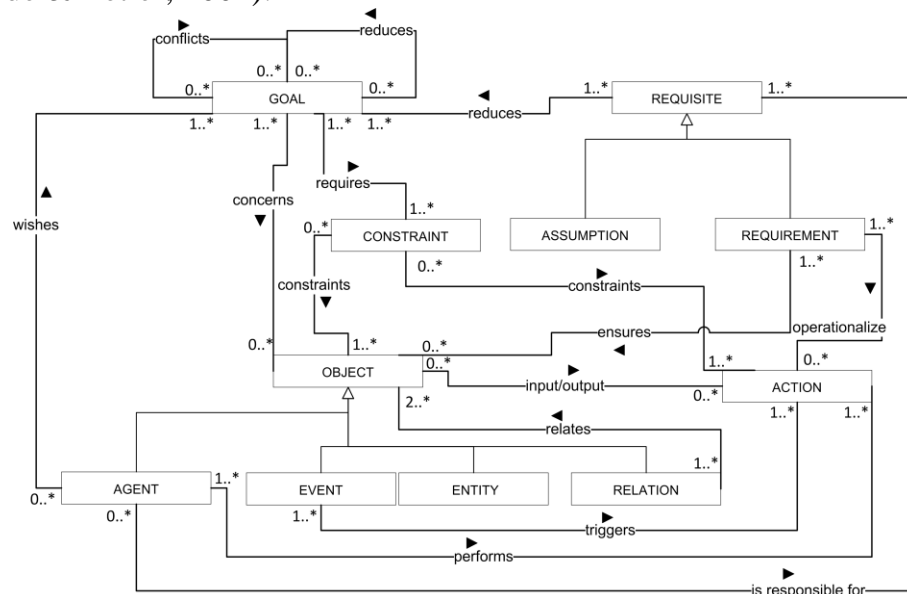 conflicts
reduces
0..*
0..*
0..*
0..*
GOAL
1..*
REQUISITE
1..*
1..*
1..*
1..*
1..*
reduces
requires
concerns
wishes
1..*
0..*
CONSTRAINT
ASSUMPTION
REQUIREMENT
1..*
0..*
1..*
constraints
constraints
operationalize
0..*
1..*
0..*
ensures
0..*
OBJECT
0..*
1..*
ACTION
input/output
0..*
2..*
1..*
1..*
relates
1..*
AGENT
1..*
EVENT
ENTITY
RELATION
0..*
0..*
1..*
triggers
performs
is responsible for